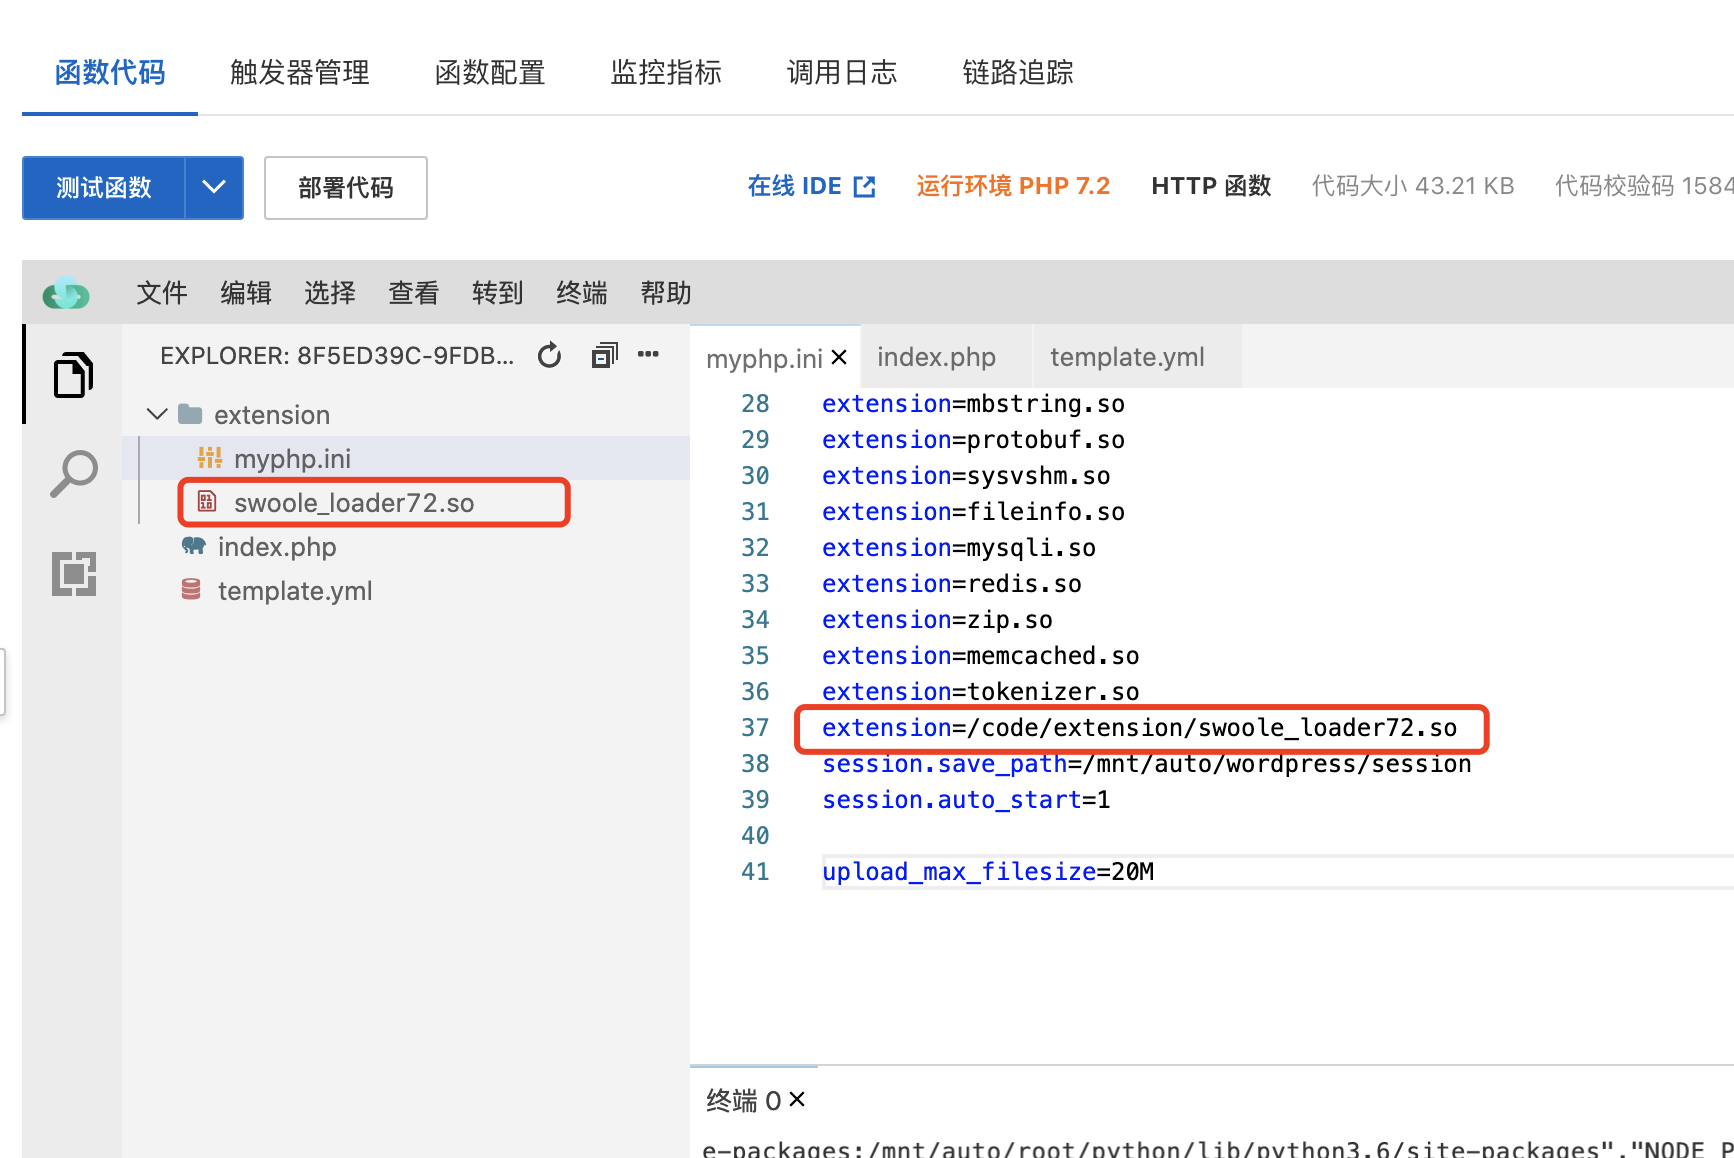 函数代码 触发器管理 函数配置 监控指标 调用日志 链路追踪
测试函数 部署代码 在线 IDE 运行环境 PHP 7.2 HTTP 函数 代码大小 43.21 KB 代码校验码 1584
文件 编辑 选择 查看 转到 终端 帮助
EXPLORER: 8F5ED39C-9FDB...
extension
myphp.ini
swoole_loader72.so
index.php
template.yml
myphp.ini index.php template.yml
28 extension=mbstring.so
29 extension=protobuf.so
30 extension=sysvshm.so
31 extension=fileinfo.so
32 extension=mysqli.so
33 extension=redis.so
34 extension=zip.so
35 extension=memcached.so
36 extension=tokenizer.so
37 extension=/code/extension/swoole_loader72.so
38 session.save_path=/mnt/auto/wordpress/session
39 session.auto_start=1
40
41 upload_max_filesize=20M
终端 0
e-packages:/mnt/auto/root/python/lib/python3.6/site-packages","NODE_P